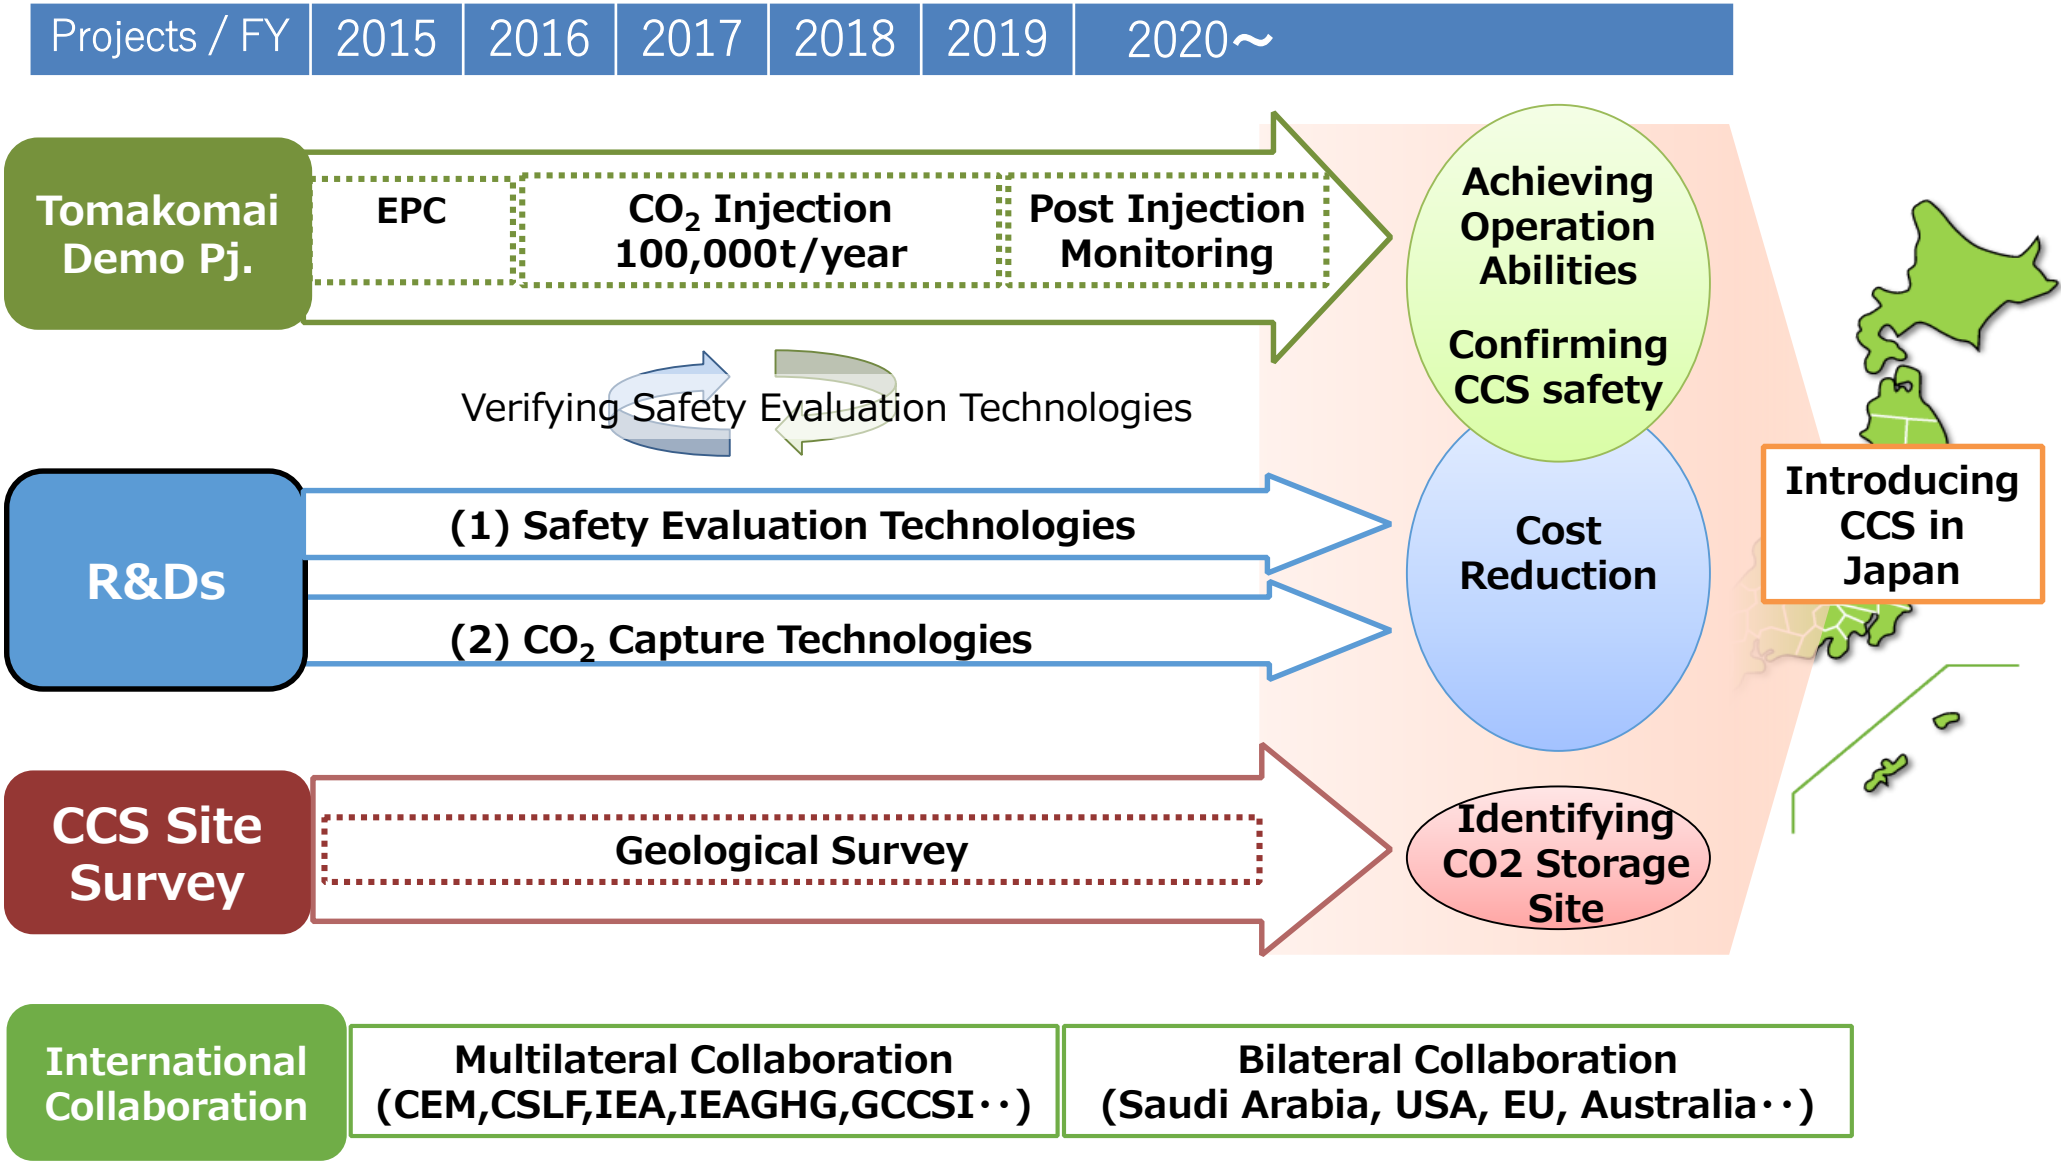 Projects / FY 2015 2016 2017 2018 2019 2020～
Tomakomai
Demo Pj.
EPC
CO₂ Injection
100,000t/year
Post Injection
Monitoring
Achieving
Operation
Abilities
Confirming
CCS safety
Verifying Safety Evaluation Technologies
R&Ds
(1) Safety Evaluation Technologies
(2) CO₂ Capture Technologies
Cost
Reduction
Introducing
CCS in
Japan
CCS Site
Survey
Geological Survey
Identifying
CO2 Storage
Site
International
Collaboration
Multilateral Collaboration
(CEM,CSLF,IEA,IEAGHG,GCCSI･･)
Bilateral Collaboration
(Saudi Arabia, USA, EU, Australia･･)